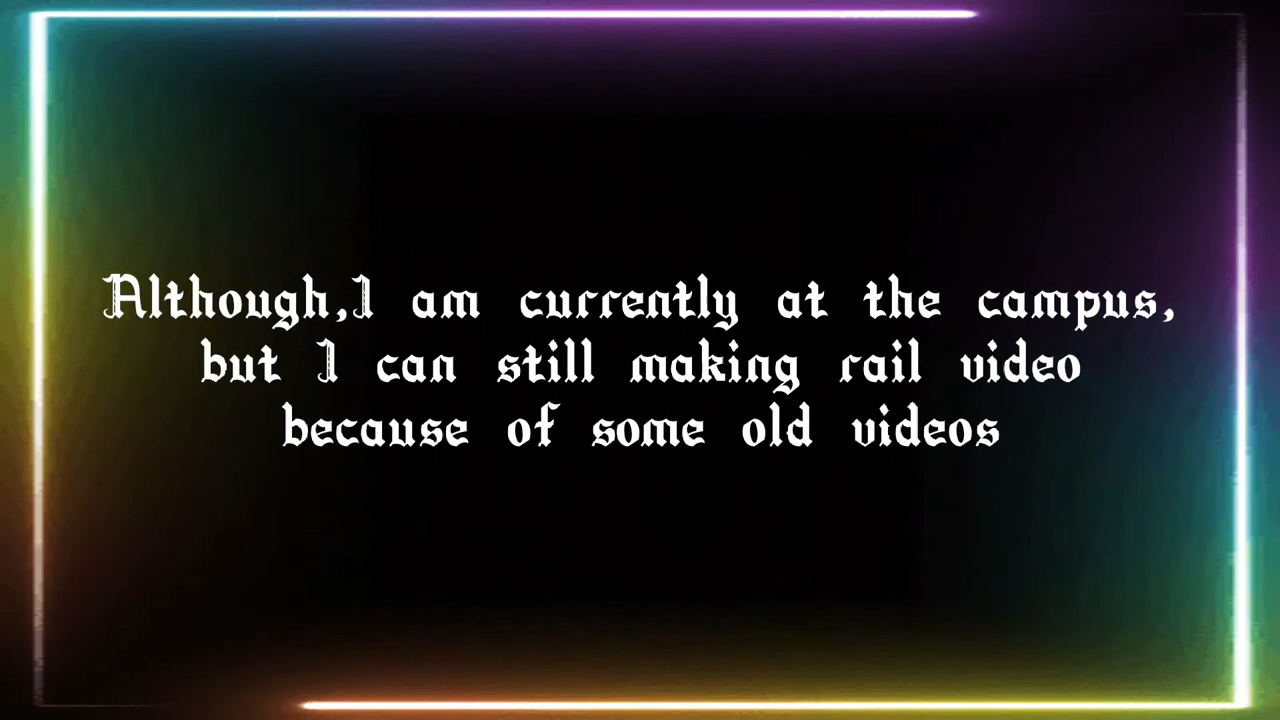 Although,I am currently at the campus,
but I can still making rail video
because of some old videos